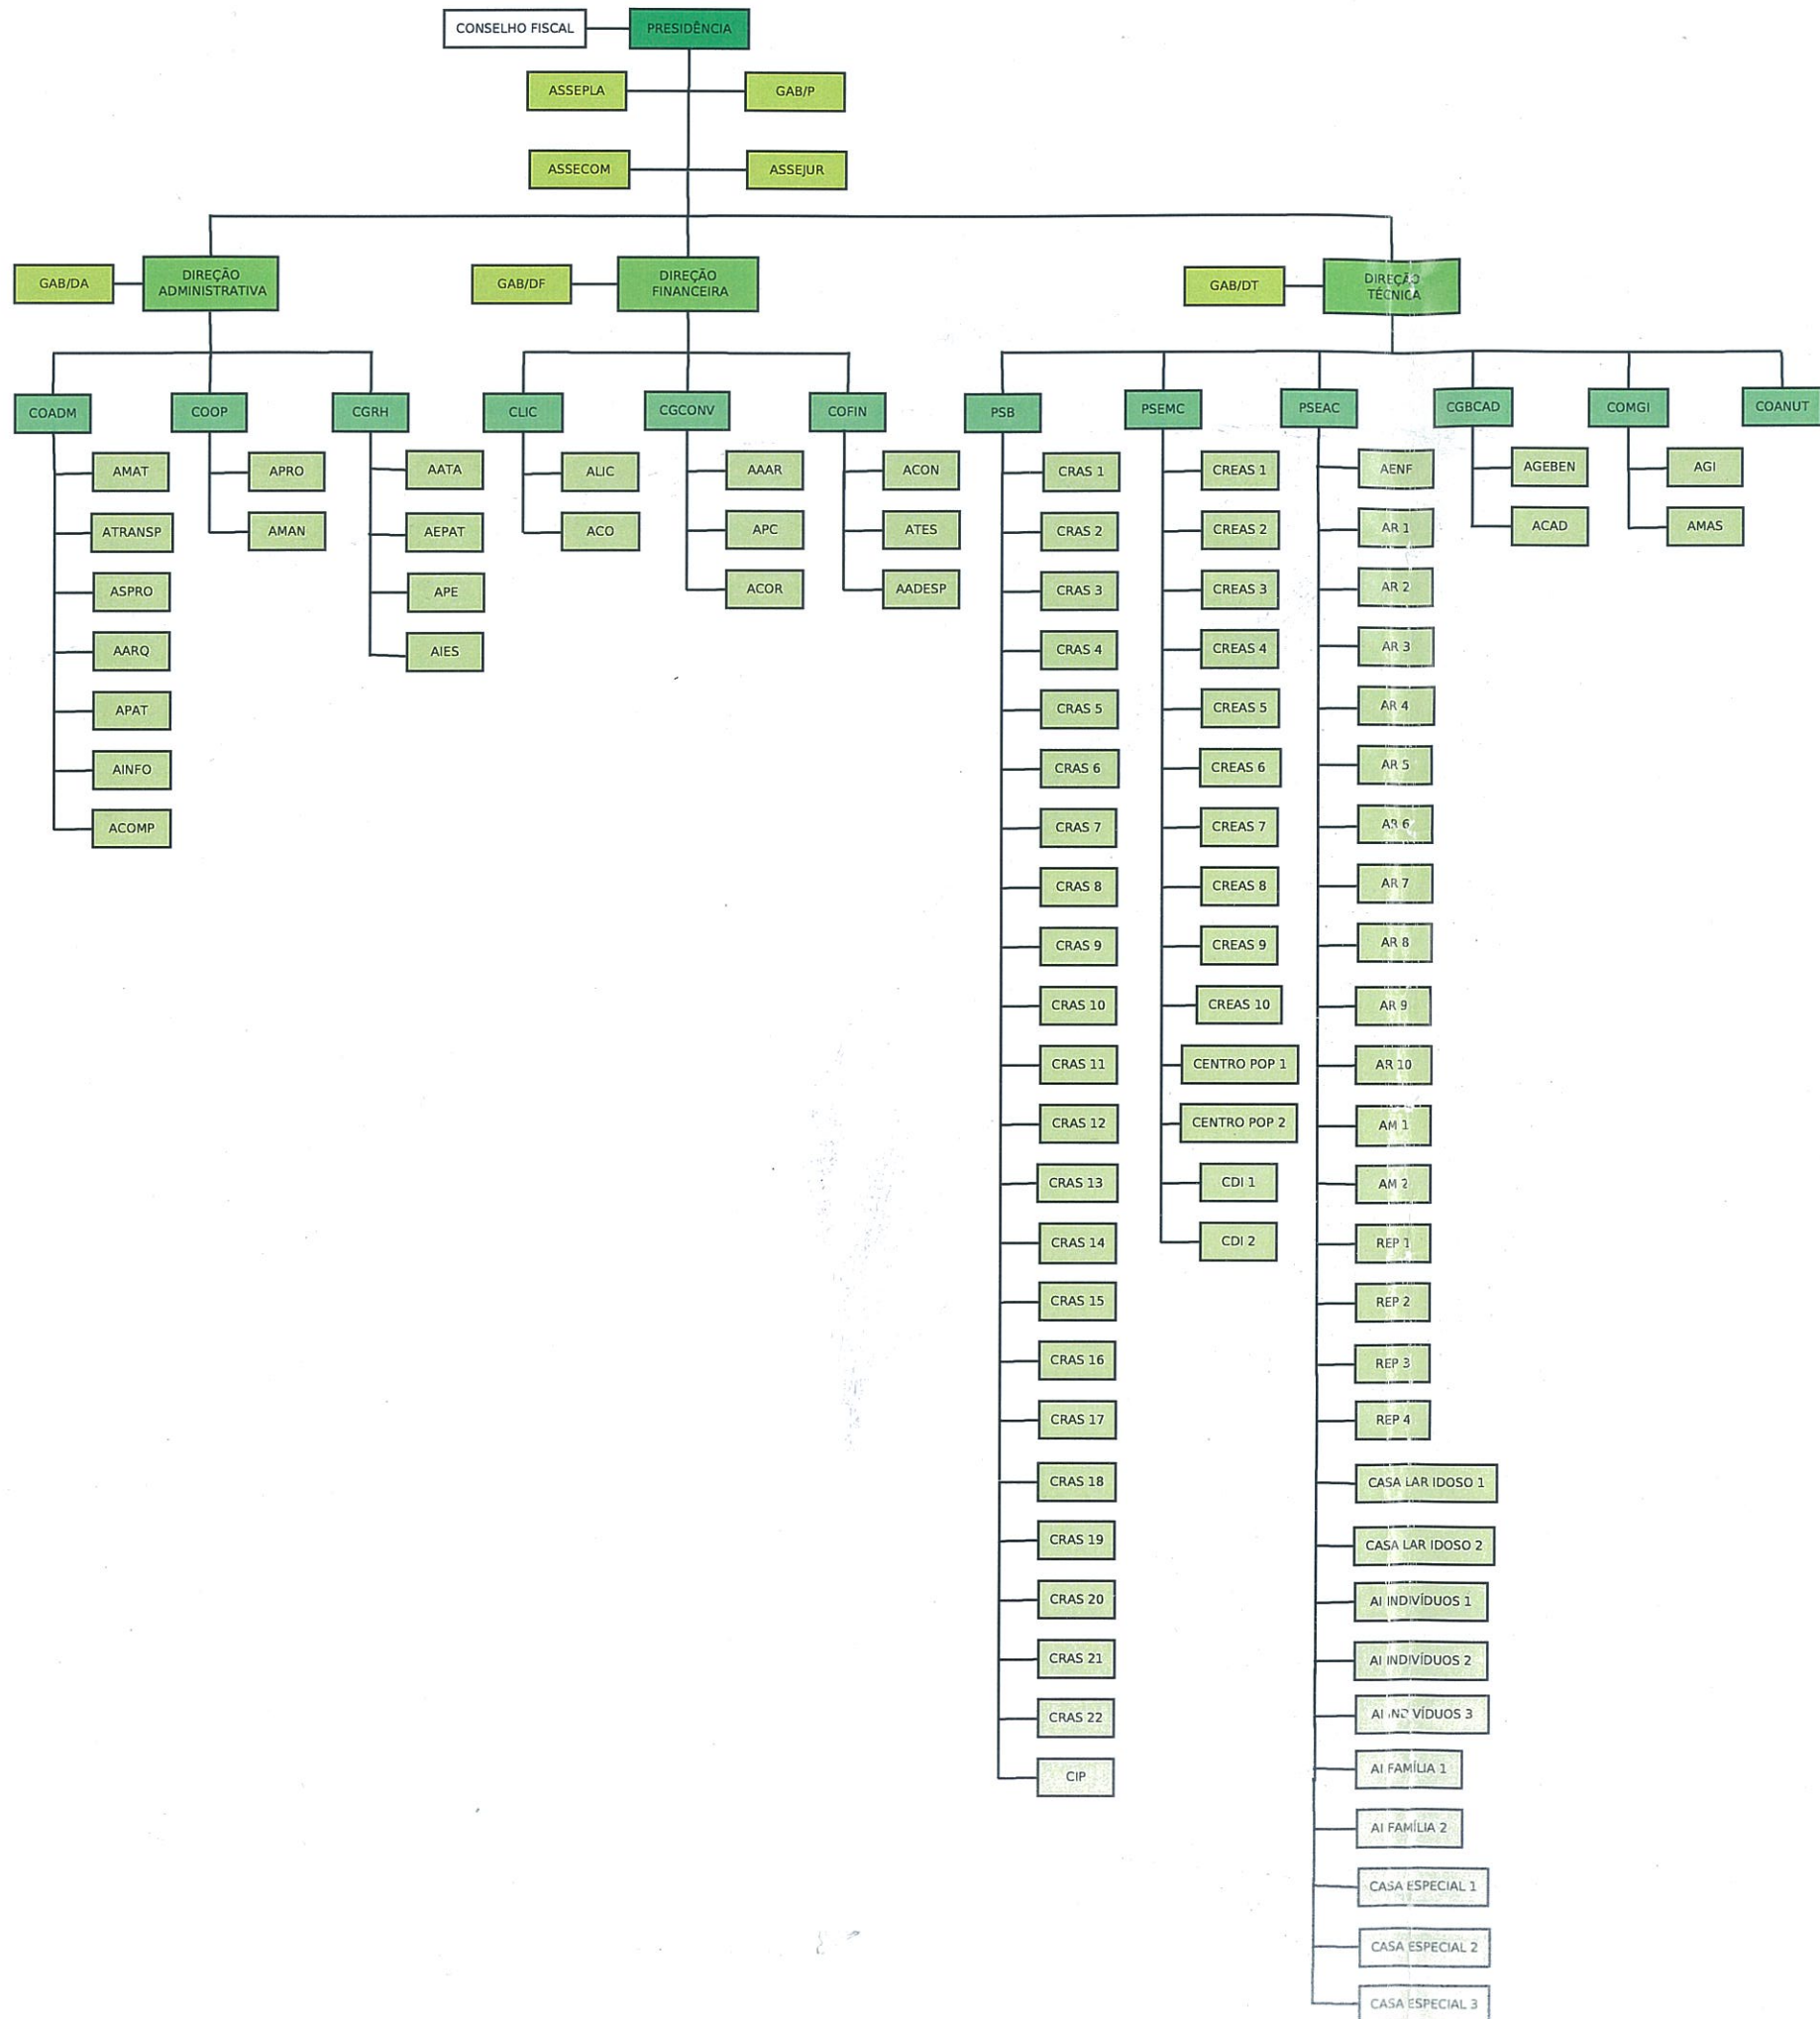 CONSELHO FISCAL
PRESIDÊNCIA
ASSEPLA
GAB/P
ASSECOM
ASSEJUR
GAB/DA
DIREÇÃO
ADMINISTRATIVA
GAB/DF
DIREÇÃO
FINANCEIRA
GAB/DT
DIREÇÃO
TÉCNICA
COADM
COOP
CGRH
CLIC
CGCONV
COFIN
PSB
PSEMC
PSEAC
CGBCAD
COMGI
COANUT
AMAT
ATRANSP
ASPRO
AARQ
APAT
AINFO
ACOMP
APRO
AMAN
AATA
AEPAT
APE
AIES
ALIC
ACO
AAAR
APC
ACOR
ACON
ATES
AADESP
CRAS 1
CRAS 2
CRAS 3
CRAS 4
CRAS 5
CRAS 6
CRAS 7
CRAS 8
CRAS 9
CRAS 10
CRAS 11
CRAS 12
CRAS 13
CRAS 14
CRAS 15
CRAS 16
CRAS 17
CRAS 18
CRAS 19
CRAS 20
CRAS 21
CRAS 22
CIP
CREAS 1
CREAS 2
CREAS 3
CREAS 4
CREAS 5
CREAS 6
CREAS 7
CREAS 8
CREAS 9
CREAS 10
CENTRO POP 1
CENTRO POP 2
CDI 1
CDI 2
AENF
AR 1
AR 2
AR 3
AR 4
AR 5
AR 6
AR 7
AR 8
AR 9
AR 10
AM 1
AM 2
REP 1
REP 2
REP 3
REP 4
CASA LAR IDOSO 1
CASA LAR IDOSO 2
AI INDIVÍDUOS 1
AI INDIVÍDUOS 2
AI INDIVÍDUOS 3
AI FAMÍLIA 1
AI FAMÍLIA 2
CASA ESPECIAL 1
CASA ESPECIAL 2
CASA ESPECIAL 3
AGEBEN
ACAD
AGI
AMAS